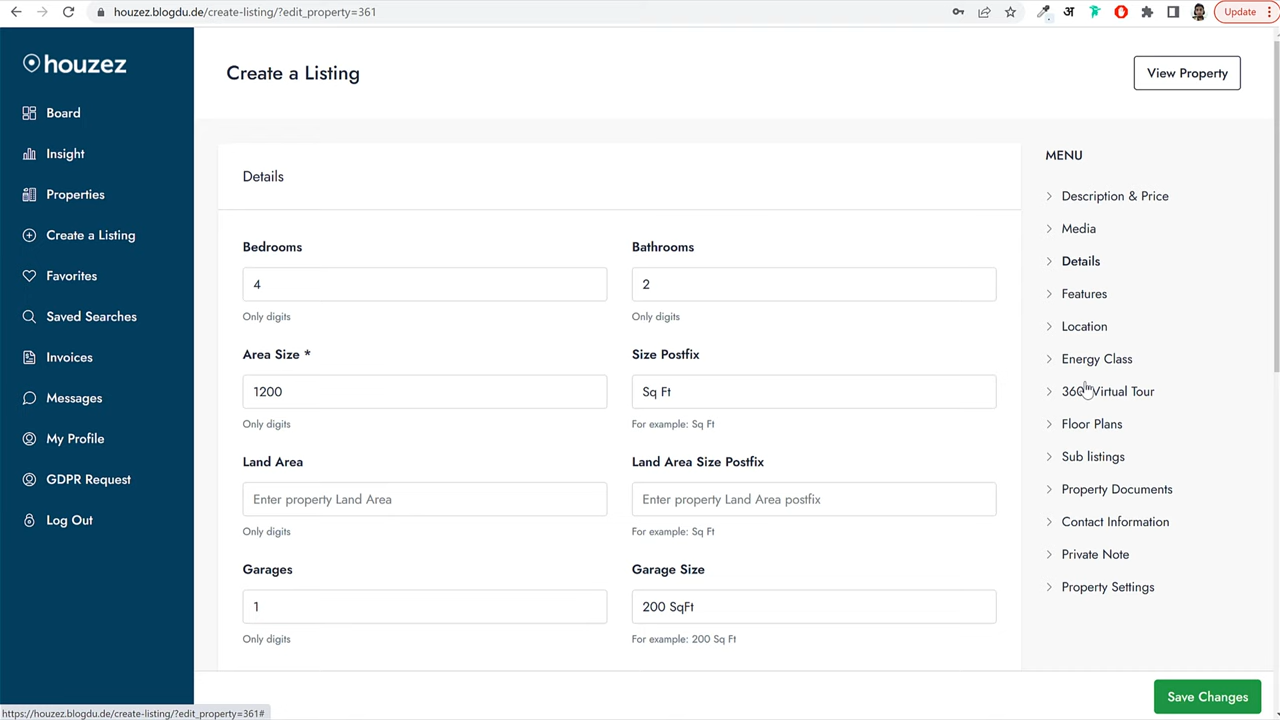 houzez.blogdu.de/create-listing/?edit_property=361
अ
Update
houzez
Board
Insight
Properties
Create a Listing
Favorites
Saved Searches
Invoices
Messages
My Profile
GDPR Request
Log Out
Create a Listing
View Property
Details
Bedrooms
Bathrooms
4
2
Only digits
Only digits
Area Size *
Size Postfix
1200
Sq Ft
Only digits
For example: Sq Ft
Land Area
Land Area Size Postfix
Enter property Land Area
Enter property Land Area postfix
Only digits
For example: Sq Ft
Garages
Garage Size
1
200 SqFt
Only digits
For example: 200 Sq Ft
MENU
Description & Price
Media
Details
Features
Location
Energy Class
360° Virtual Tour
Floor Plans
Sub listings
Property Documents
Contact Information
Private Note
Property Settings
Save Changes
https://houzez.blogdu.de/create-listing/?edit_property=361#